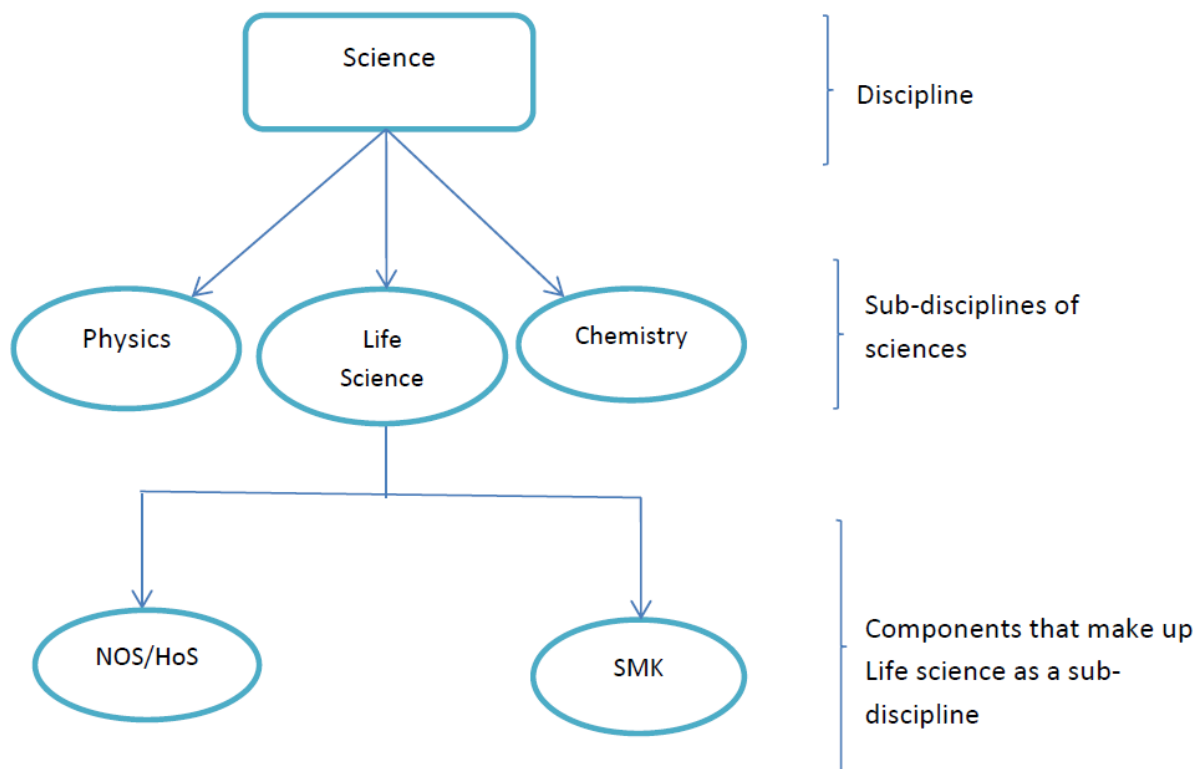 Science
Discipline
Physics
Life
Science
Chemistry
Sub-disciplines of
sciences
NOS/HoS
SMK
Components that make up
Life science as a sub-
discipline